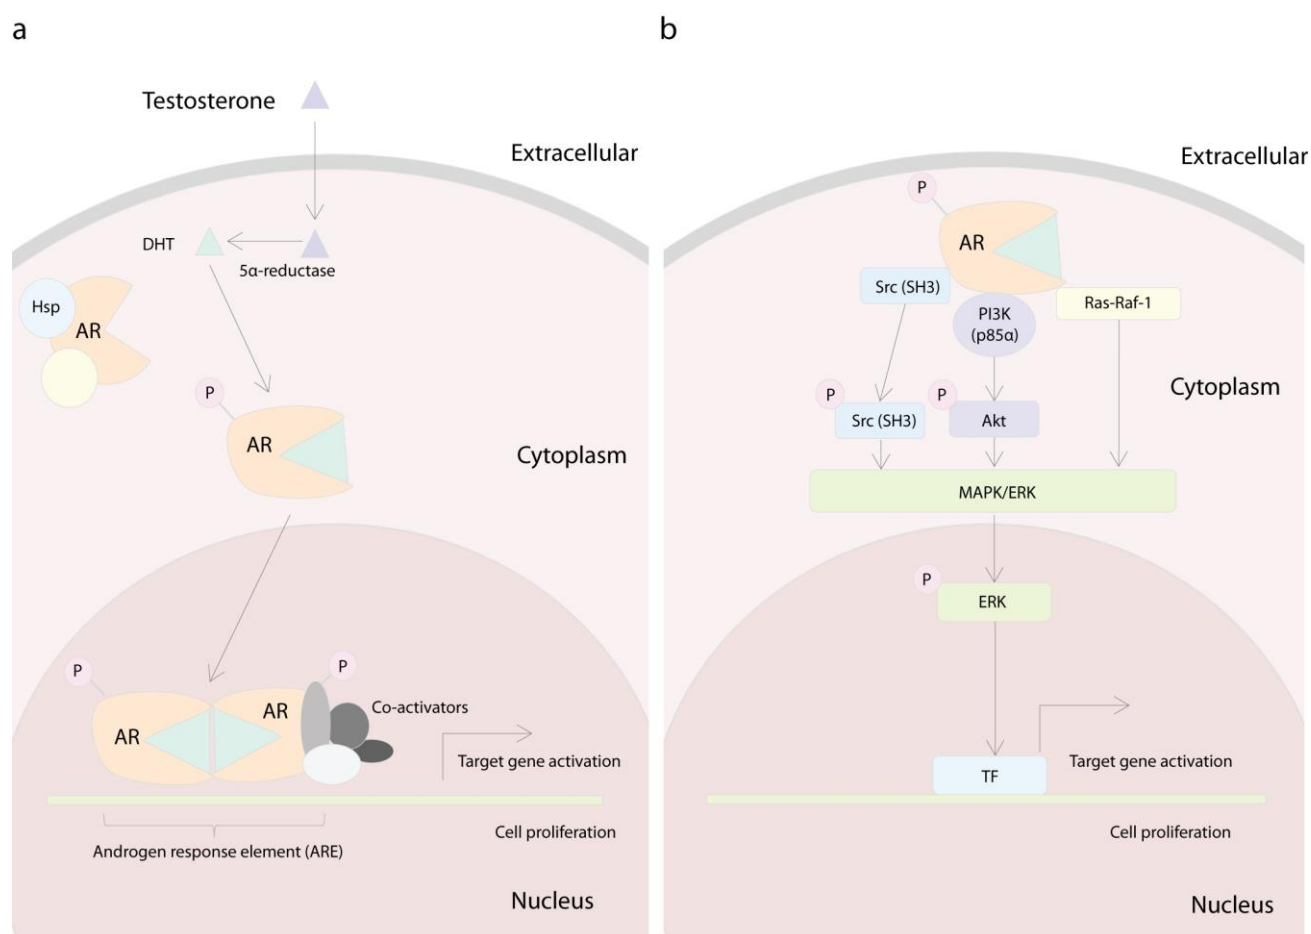 a
Testosterone
Extracellular
DHT
5α-reductase
Hsp
AR
P
AR
Cytoplasm
P
P
AR
AR
Co-activators
Target gene activation
Cell proliferation
Androgen response element (ARE)
Nucleus
b
Extracellular
P
AR
Src (SH3)
PI3K
(p85α)
Ras-Raf-1
Cytoplasm
P
Src (SH3)
P
Akt
MAPK/ERK
P
ERK
TF
Target gene activation
Cell proliferation
Nucleus